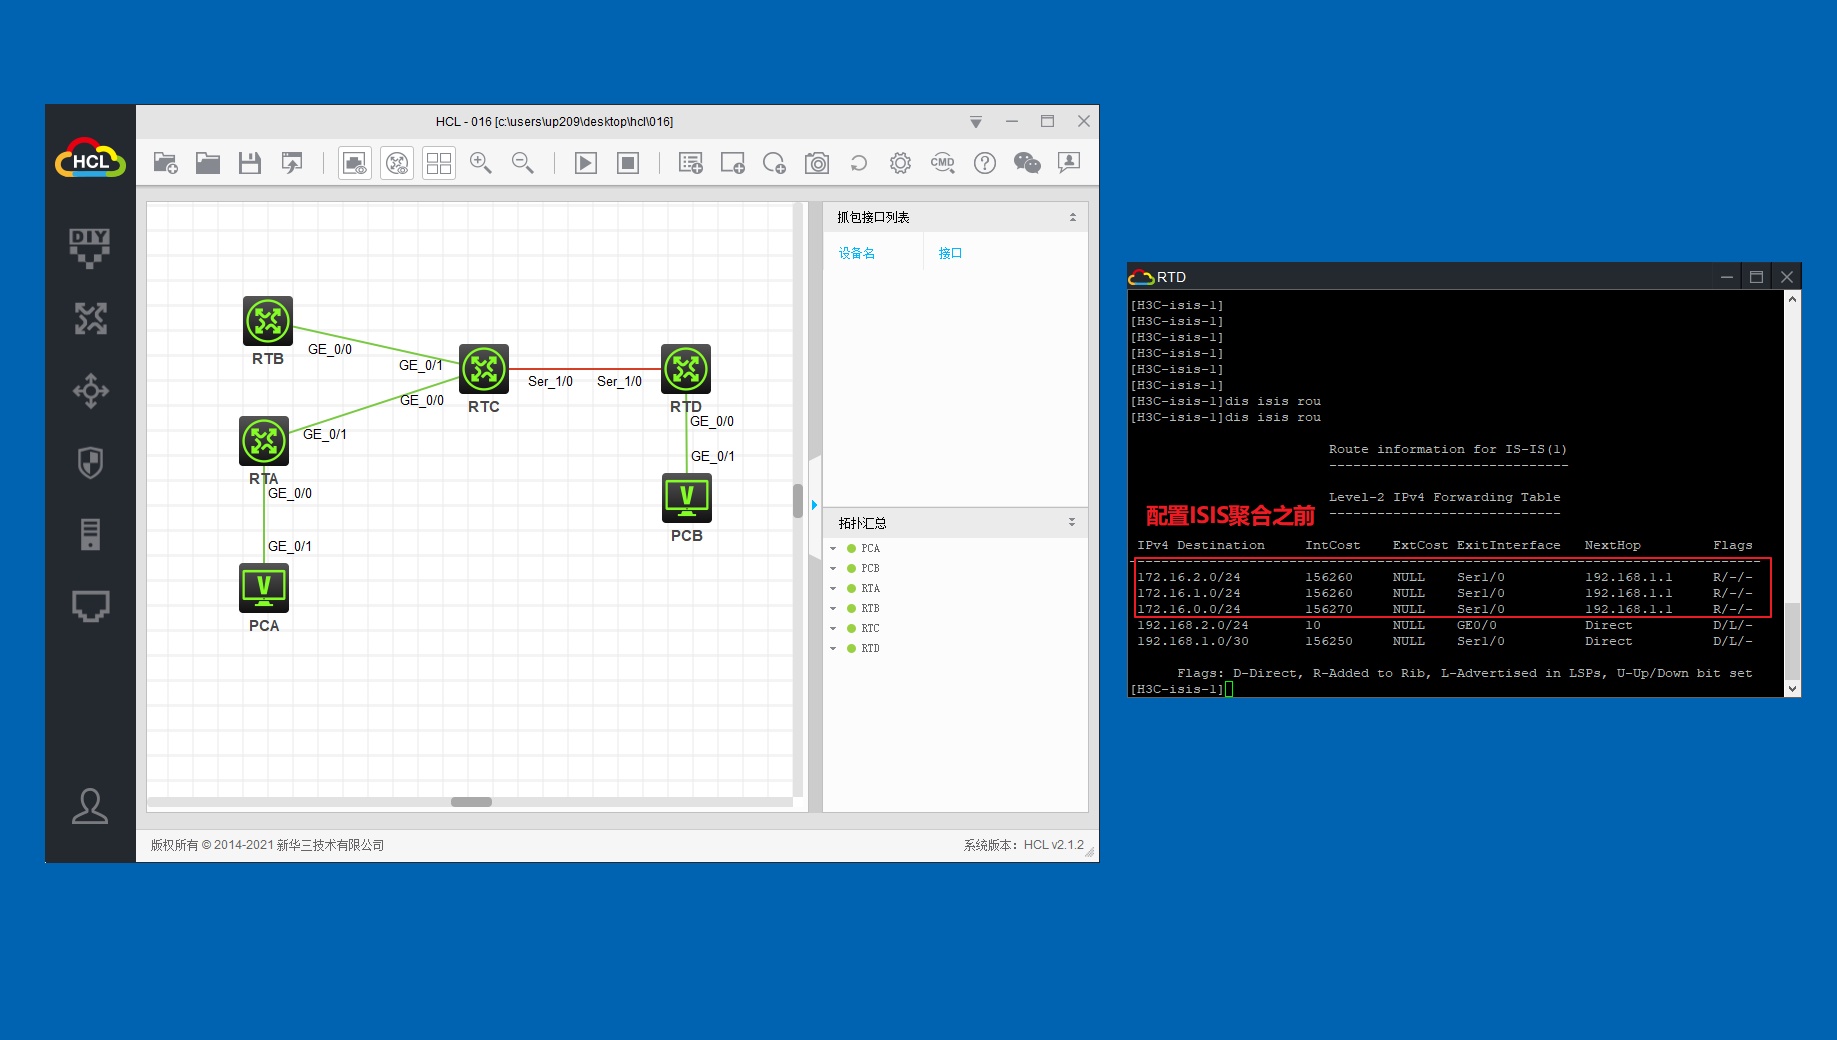 HCL - 016 [c:\users\up209\desktop\hcl\016]
HCL
DIY
CMD
RTB
GE_0/0
GE_0/1
RTC
GE_0/0
Ser_1/0
Ser_1/0
RTD
GE_0/0
GE_0/1
V
PCB
GE_0/1
RTA
GE_0/0
GE_0/1
V
PCA
抓包接口列表
设备名
接口
拓扑汇总
PCA
PCB
RTA
RTB
RTC
RTD
版权所有 © 2014-2021 新华三技术有限公司
系统版本：HCL v2.1.2
RTD
[H3C-isis-1]
[H3C-isis-1]
[H3C-isis-1]
[H3C-isis-1]
[H3C-isis-1]
[H3C-isis-1]
[H3C-isis-1]dis isis rou
[H3C-isis-1]dis isis rou
Route information for IS-IS(1)
------------------------------
Level-2 IPv4 Forwarding Table
-----------------------------
配置ISIS聚合之前
IPv4 Destination IntCost ExtCost ExitInterface NextHop Flags
-------------------------------------------------------------------------------
172.16.2.0/24 156260 NULL Ser1/0 192.168.1.1 R/-/-
172.16.1.0/24 156260 NULL Ser1/0 192.168.1.1 R/-/-
172.16.0.0/24 156270 NULL Ser1/0 192.168.1.1 R/-/-
192.168.2.0/24 10 NULL GE0/0 Direct D/L/-
192.168.1.0/30 156250 NULL Ser1/0 Direct D/L/-
Flags: D-Direct, R-Added to Rib, L-Advertised in LSPs, U-Up/Down bit set
[H3C-isis-1]